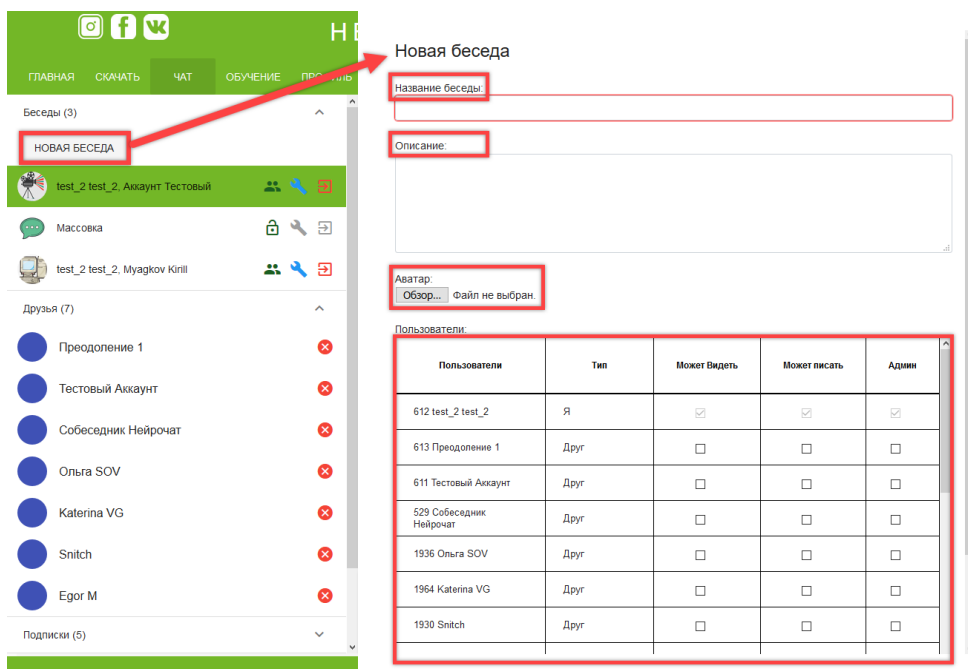 Н Е
ГЛАВНАЯ СКАЧАТЬ ЧАТ ОБУЧЕНИЕ ПРОФИЛЬ
Беседы (3)
НОВАЯ БЕСЕДА
test_2 test_2, Аккаунт Тестовый
Массовка
test_2 test_2, Myagkov Kirill
Друзья (7)
Преодоление 1
Тестовый Аккаунт
Собеседник Нейрочат
Ольга SOV
Katerina VG
Snitch
Egor M
Подписки (5)
Новая беседа
Название беседы:
Описание:
Аватар:
Обзор... Файл не выбран.
Пользователи:
Пользователи Тип Может Видеть Может писать Админ
612 test_2 test_2 Я
613 Преодоление 1 Друг
611 Тестовый Аккаунт Друг
529 Собеседник
Нейрочат Друг
1936 Ольга SOV Друг
1964 Katerina VG Друг
1930 Snitch Друг